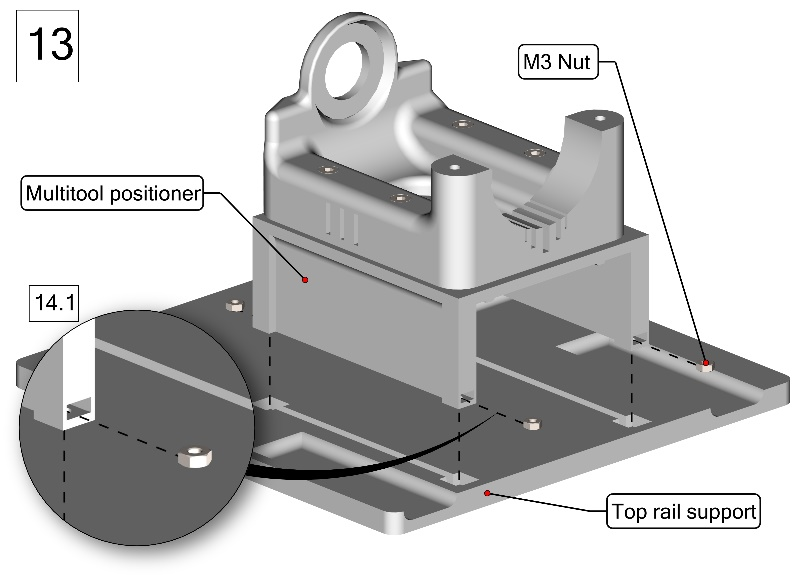 13
M3 Nut
Multitool positioner
14.1
Top rail support